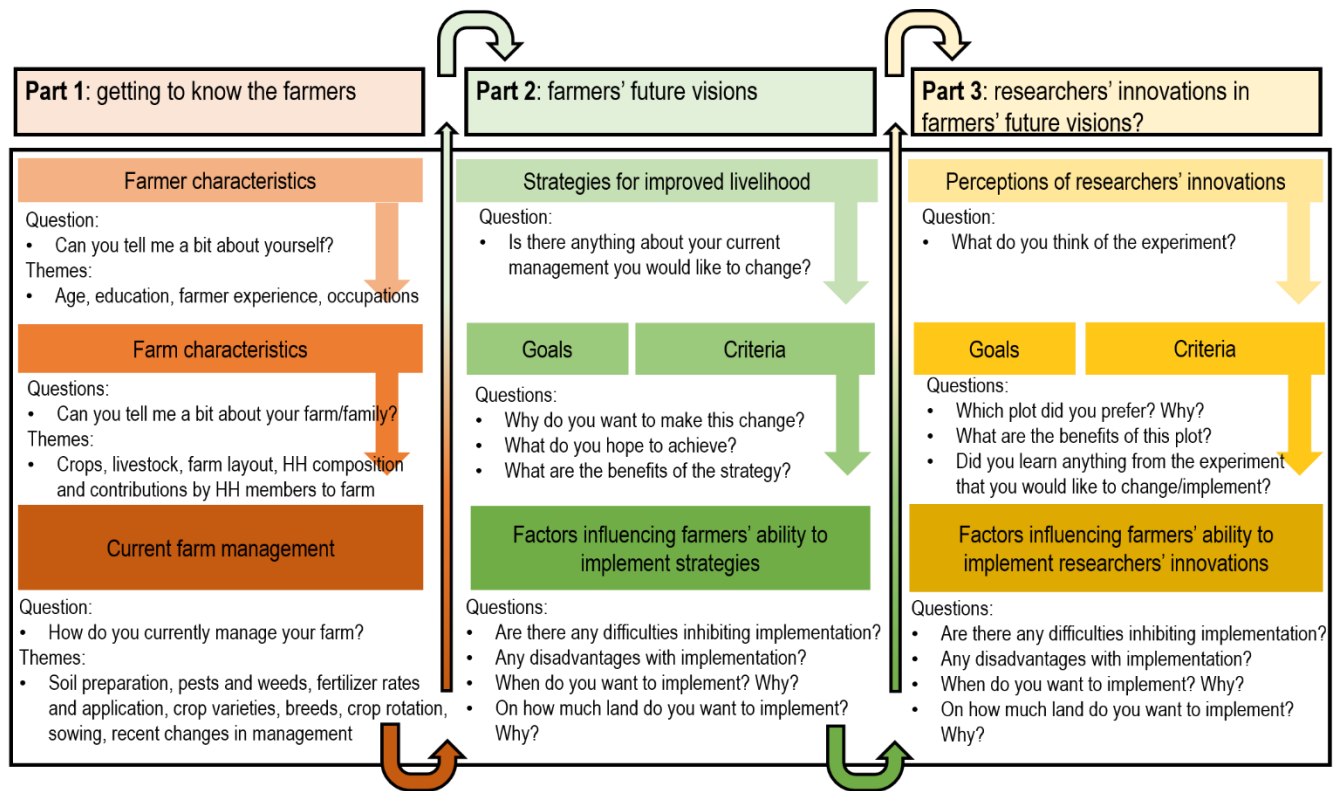 Part 1: getting to know the farmers
Farmer characteristics
Question:
• Can you tell me a bit about yourself?
Themes:
• Age, education, farmer experience, occupations
Farm characteristics
Questions:
• Can you tell me a bit about your farm/family?
Themes:
• Crops, livestock, farm layout, HH composition
and contributions by HH members to farm
Current farm management
Question:
• How do you currently manage your farm?
Themes:
• Soil preparation, pests and weeds, fertilizer rates
and application, crop varieties, breeds, crop rotation,
sowing, recent changes in management
Part 2: farmers' future visions
Strategies for improved livelihood
Question:
• Is there anything about your current
management you would like to change?
Goals
Criteria
Questions:
• Why do you want to make this change?
• What do you hope to achieve?
• What are the benefits of the strategy?
Factors influencing farmers' ability to
implement strategies
Questions:
• Are there any difficulties inhibiting implementation?
• Any disadvantages with implementation?
• When do you want to implement? Why?
• On how much land do you want to implement?
Why?
Part 3: researchers' innovations in
farmers' future visions?
Perceptions of researchers' innovations
Question:
• What do you think of the experiment?
Goals
Criteria
Questions:
• Which plot did you prefer? Why?
• What are the benefits of this plot?
• Did you learn anything from the experiment
that you would like to change/implement?
Factors influencing farmers' ability to
implement researchers' innovations
Questions:
• Are there any difficulties inhibiting implementation?
• Any disadvantages with implementation?
• When do you want to implement? Why?
• On how much land do you want to implement?
Why?